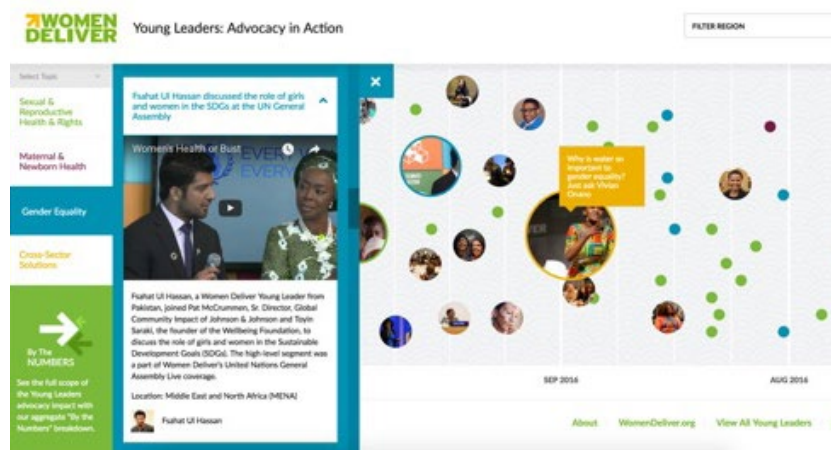 WOMEN
DELIVER
Young Leaders: Advocacy in Action
FILTER REGION
Select Topic
Sexual &
Reproductive
Health & Rights
Maternal &
Newborn Health
Gender Equality
Cross-Sector
Solutions
By The
NUMBERS
See the full scope of
the Young Leaders
advocacy impact with
our aggregate "By the
Numbers" breakdown.
Fsahat Ul Hassan discussed the role of girls
and women in the SDGs at the UN General
Assembly
Women's Health or Bust
EVERY
EVERY
Fsahat Ul Hassan, a Women Deliver Young Leader from
Pakistan, joined Pat McCrummen, Sr. Director, Global
Community Impact of Johnson & Johnson and Toyin
Saraki, the founder of the Wellbeing Foundation, to
discuss the role of girls and women in the Sustainable
Development Goals (SDGs). The high-level segment was
a part of Women Deliver's United Nations General
Assembly Live coverage.
Location: Middle East and North Africa (MENA)
Fsahat Ul Hassan
Why is water so
important to
gender equality?
Just ask Vivian
Onano
SEP 2016
AUG 2016
About
WomenDeliver.org
View All Young Leaders